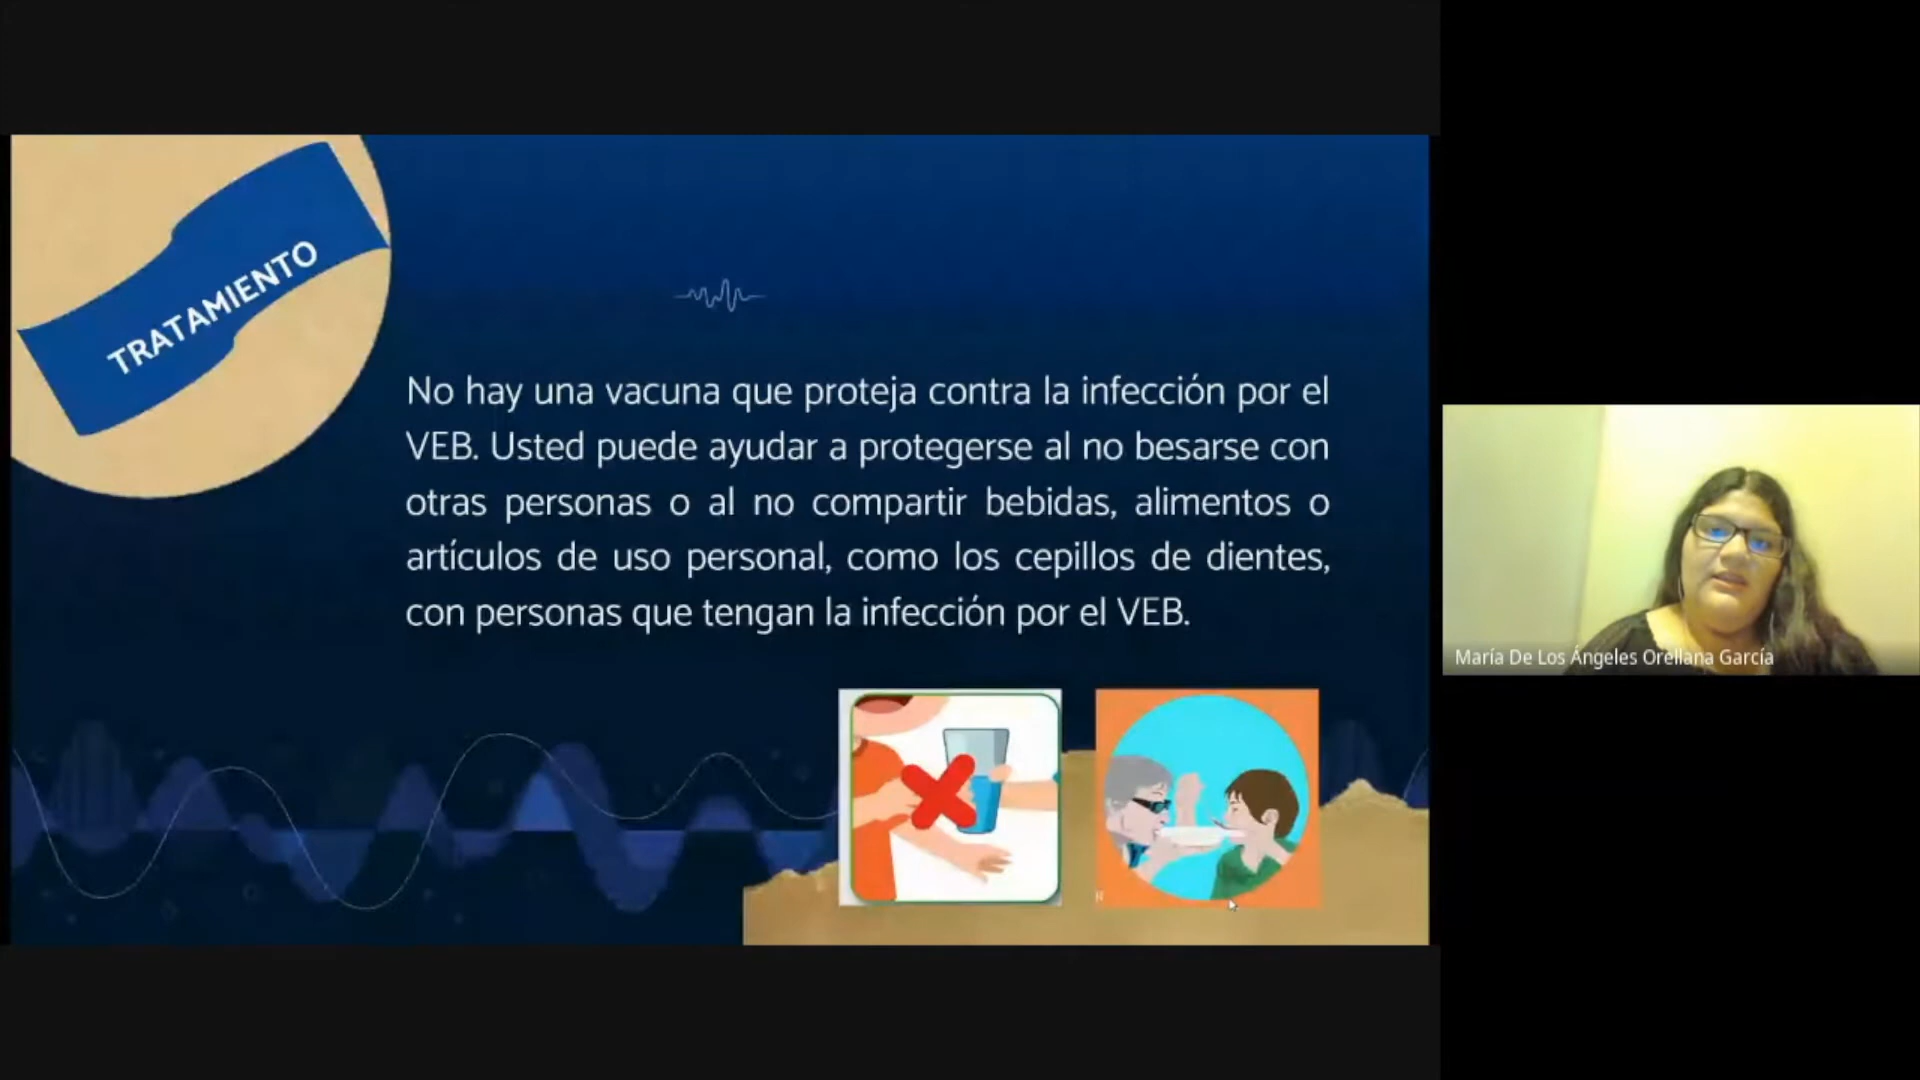 TRATAMIENTO
No hay una vacuna que proteja contra la infección por el
VEB. Usted puede ayudar a protegerse al no besarse con
otras personas o al no compartir bebidas, alimentos o
artículos de uso personal, como los cepillos de dientes,
con personas que tengan la infección por el VEB.
María De Los Ángeles Orellana García